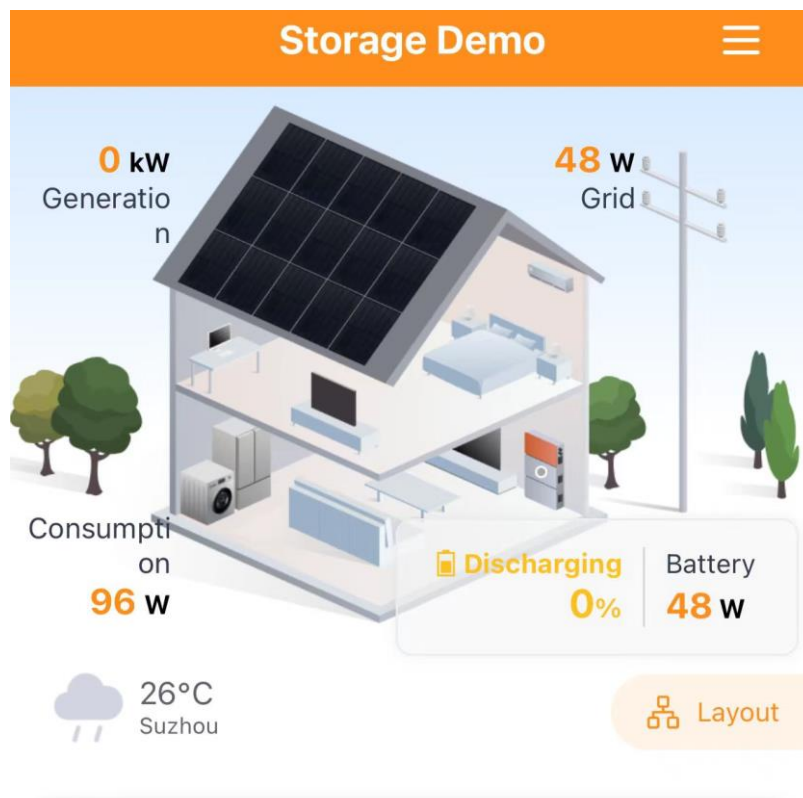 Storage Demo
0 kW
Generatio
n
48 W
Grid
Consumpti
on
96 W
Discharging
0%
Battery
48 W
26°C
Suzhou
Layout